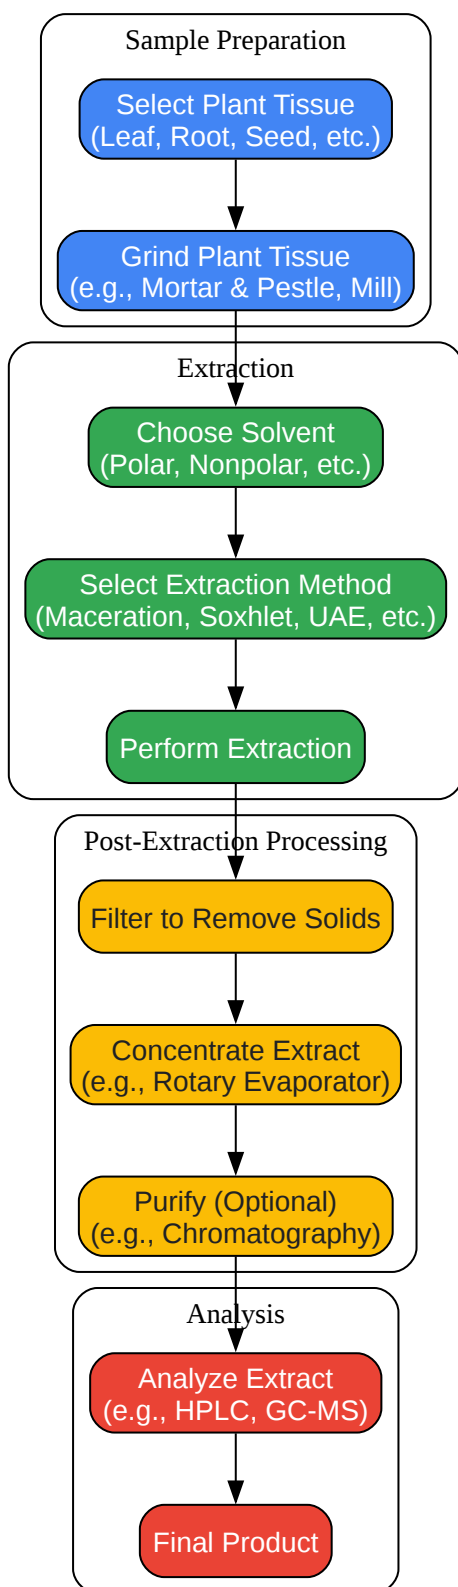 Sample Preparation
Select Plant Tissue
(Leaf, Root, Seed, etc.)
Grind Plant Tissue
(e.g., Mortar & Pestle, Mill)
Extraction
Choose Solvent
(Polar, Nonpolar, etc.)
Select Extraction Method
(Maceration, Soxhlet, UAE, etc.)
Perform Extraction
Post-Extraction Processing
Filter to Remove Solids
Concentrate Extract
(e.g., Rotary Evaporator)
Purify (Optional)
(e.g., Chromatography)
Analysis
Analyze Extract
(e.g., HPLC, GC-MS)
Final Product